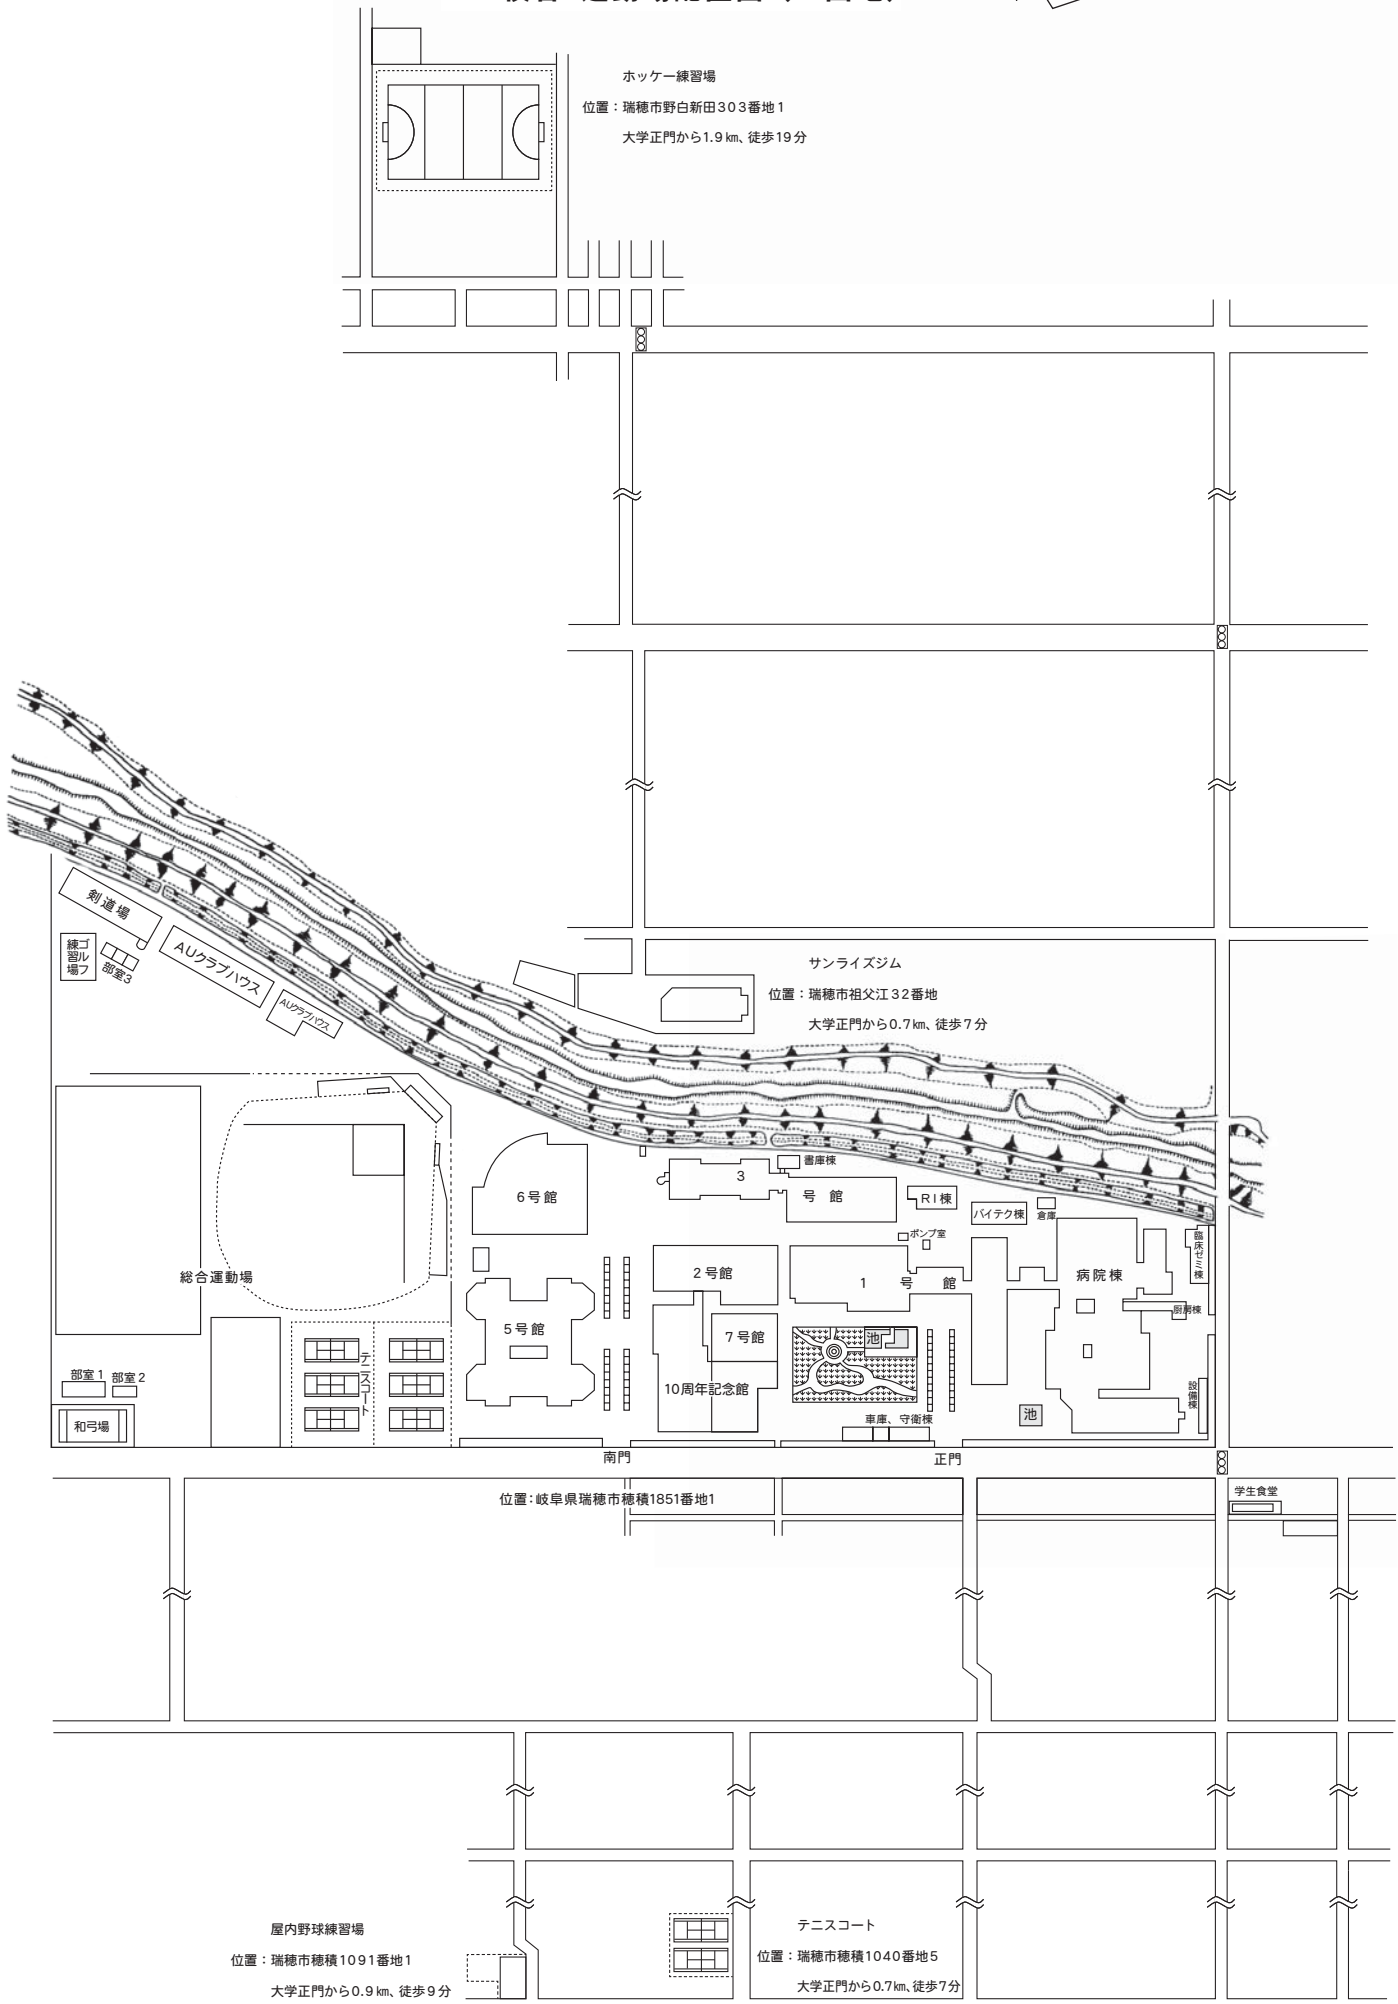 ホッケー練習場
位置：瑞穂市野白新田303番地1
大学正門から1.9km、徒歩19分
剣道場
ゴルフ練習場
部室3
AUクラブハウス
AUクラブハウス
サンライズジム
位置：瑞穂市祖父江32番地
大学正門から0.7km、徒歩7分
6号館
3号館
書庫棟
RI棟
バイテク棟
倉庫
ポンプ室
総合運動場
2号館
1号館
病院棟
臨床ゼミ棟
厨房棟
5号館
7号館
池
テニスコート
部室1
部室2
10周年記念館
設備棟
和弓場
車庫、守衛棟
池
南門
正門
位置：岐阜県瑞穂市穂積1851番地1
学生食堂
屋内野球練習場
位置：瑞穂市穂積1091番地1
大学正門から0.9km、徒歩9分
テニスコート
位置：瑞穂市穂積1040番地5
大学正門から0.7km、徒歩7分